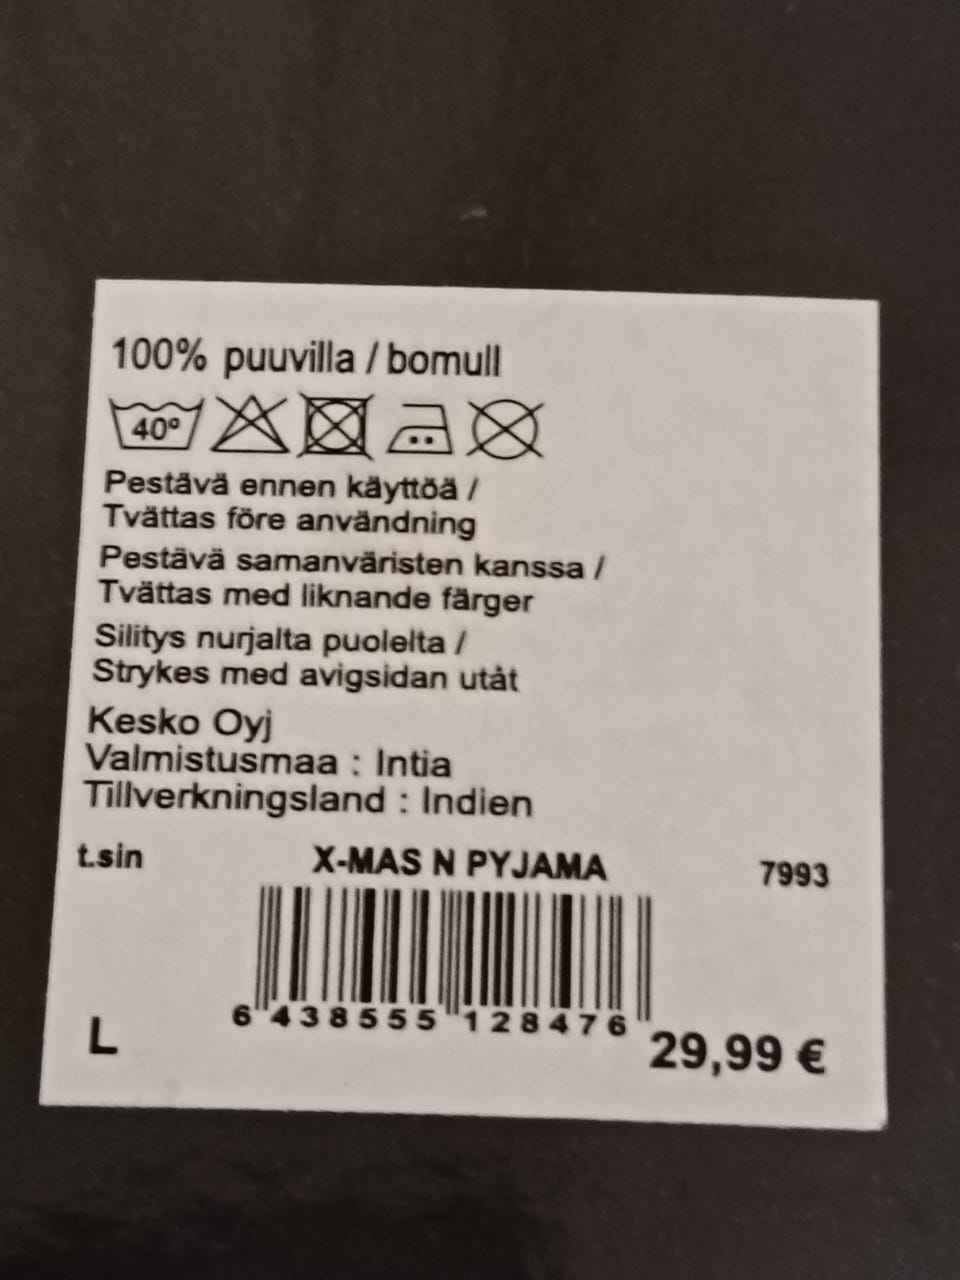 100% puuvilla / bomull
40°
Pestävä ennen käyttöä /
Tvättas före användning
Pestävä samanväristen kanssa /
Tvättas med liknande färger
Silitys nurjalta puolelta /
Strykes med avigsidan utåt
Kesko Oyj
Valmistusmaa : Intia
Tillverkningsland : Indien
t.sin X-MAS N PYJAMA 7993
6 438555 128476
L 29,99 €